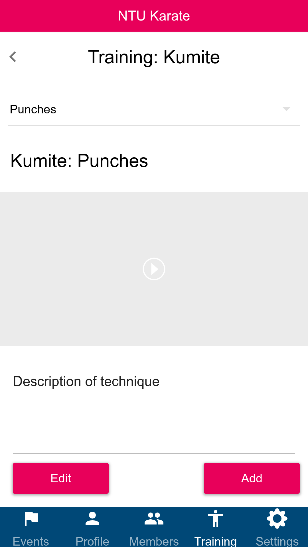 NTU Karate
Training: Kumite
Punches
Kumite: Punches
Description of technique
Edit Add
Events Profile Members Training Settings